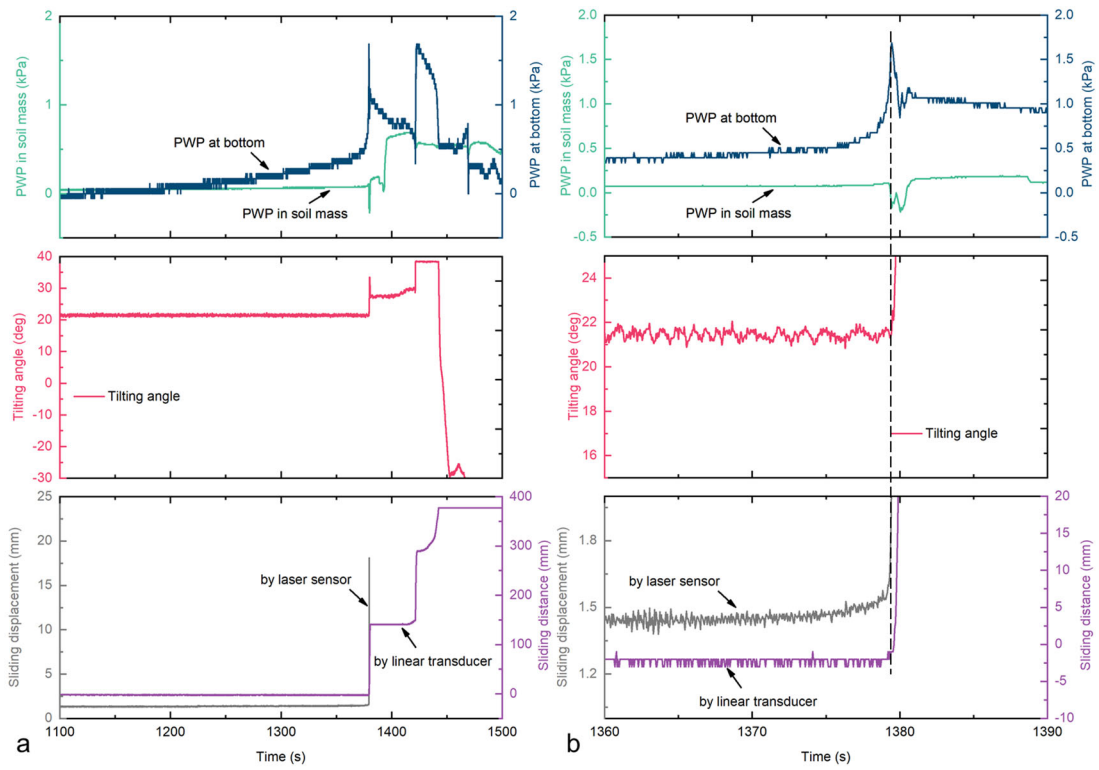 2
1
0
PWP in soil mass (kPa)
PWP at bottom
PWP in soil mass
2
1
0
PWP at bottom (kPa)
40
30
20
10
0
-10
-20
-30
Tilting angle (deg)
Tilting angle
25
20
15
10
5
0
Sliding displacement (mm)
by laser sensor
by linear transducer
400
300
200
100
0
Sliding distance (mm)
1100
1200
1300
1400
1500
Time (s)
a
2.0
1.5
1.0
0.5
0.0
-0.5
PWP in soil mass (kPa)
PWP at bottom
PWP in soil mass
2.0
1.5
1.0
0.5
0.0
-0.5
PWP at bottom (kPa)
24
22
20
18
16
Tilting angle (deg)
Tilting angle
1.8
1.5
1.2
Sliding displacement (mm)
by laser sensor
by linear transducer
20
15
10
5
0
-5
-10
Sliding distance (mm)
1360
1370
1380
1390
Time (s)
b